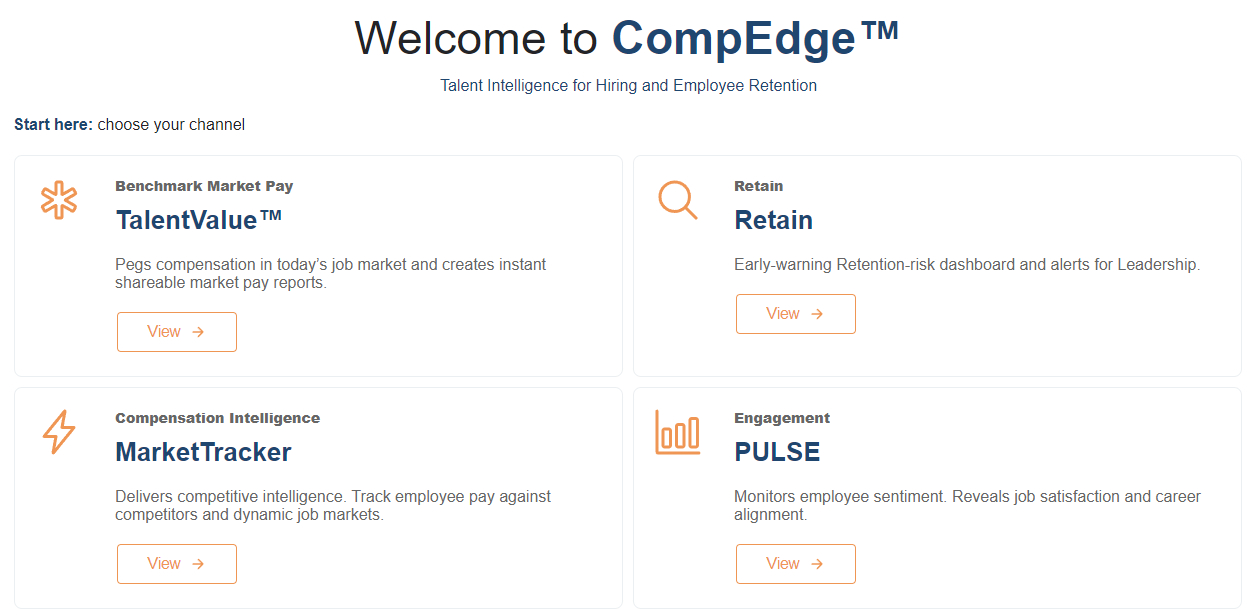 Welcome to CompEdge™
Talent Intelligence for Hiring and Employee Retention
Start here: choose your channel
Benchmark Market Pay
TalentValue™
Pegs compensation in today’s job market and creates instant
shareable market pay reports.
View →
Retain
Retain
Early-warning Retention-risk dashboard and alerts for Leadership.
View →
Compensation Intelligence
MarketTracker
Delivers competitive intelligence. Track employee pay against
competitors and dynamic job markets.
View →
Engagement
PULSE
Monitors employee sentiment. Reveals job satisfaction and career
alignment.
View →